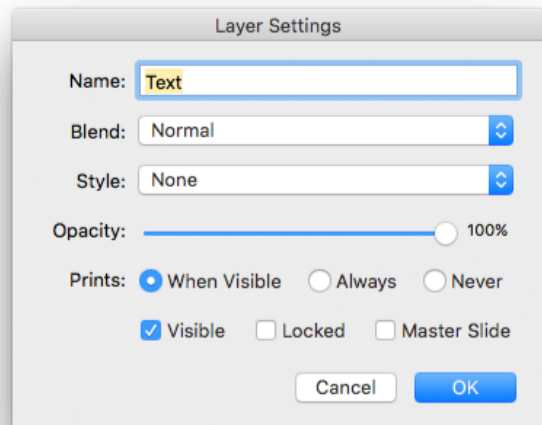 Layer Settings
Name: Text
Blend: Normal
Style: None
Opacity: 100%
Prints: When Visible Always Never
Visible Locked Master Slide
Cancel OK